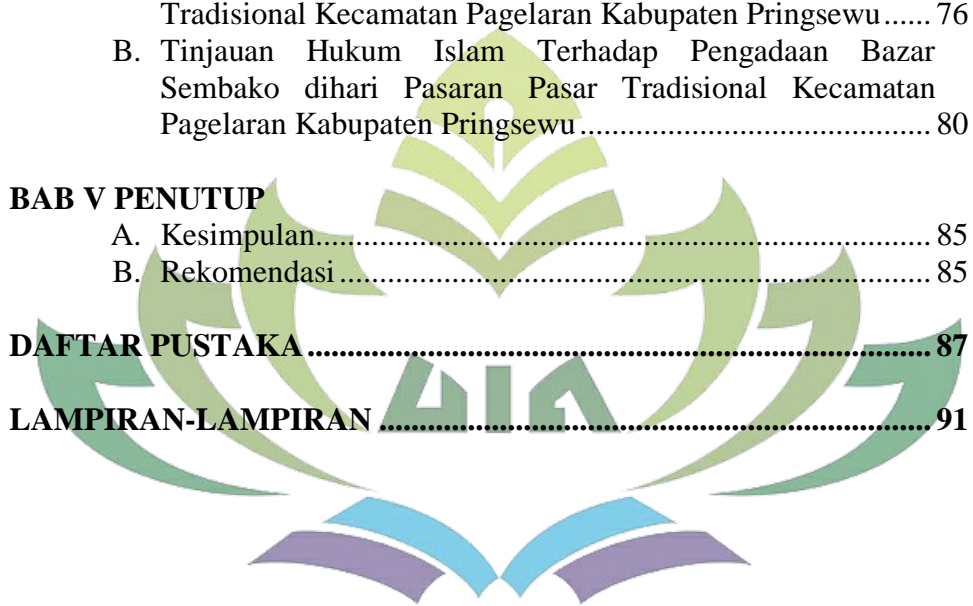 Tradisional Kecamatan Pagelaran Kabupaten Pringsewu...... 76
B. Tinjauan Hukum Islam Terhadap Pengadaan Bazar
Sembako dihari Pasaran Pasar Tradisional Kecamatan
Pagelaran Kabupaten Pringsewu............................................ 80
BAB V PENUTUP
A. Kesimpulan.............................................................................. 85
B. Rekomendasi........................................................................... 85
DAFTAR PUSTAKA................................................................................. 87
LAMPIRAN-LAMPIRAN........................................................................ 91
UIN